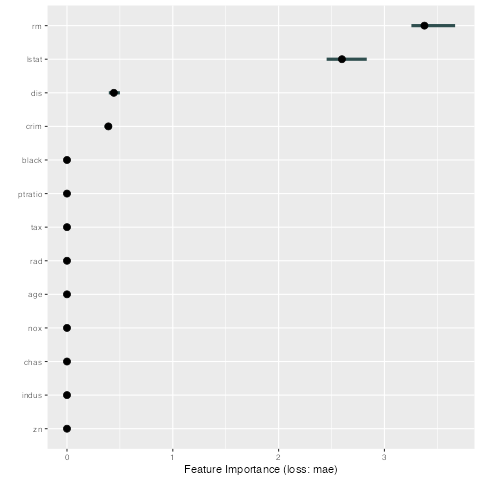 rm
lstat
dis
crim
black
ptratio
tax
rad
age
nox
chas
indus
zn
0 1 2 3
Feature Importance (loss: mae)